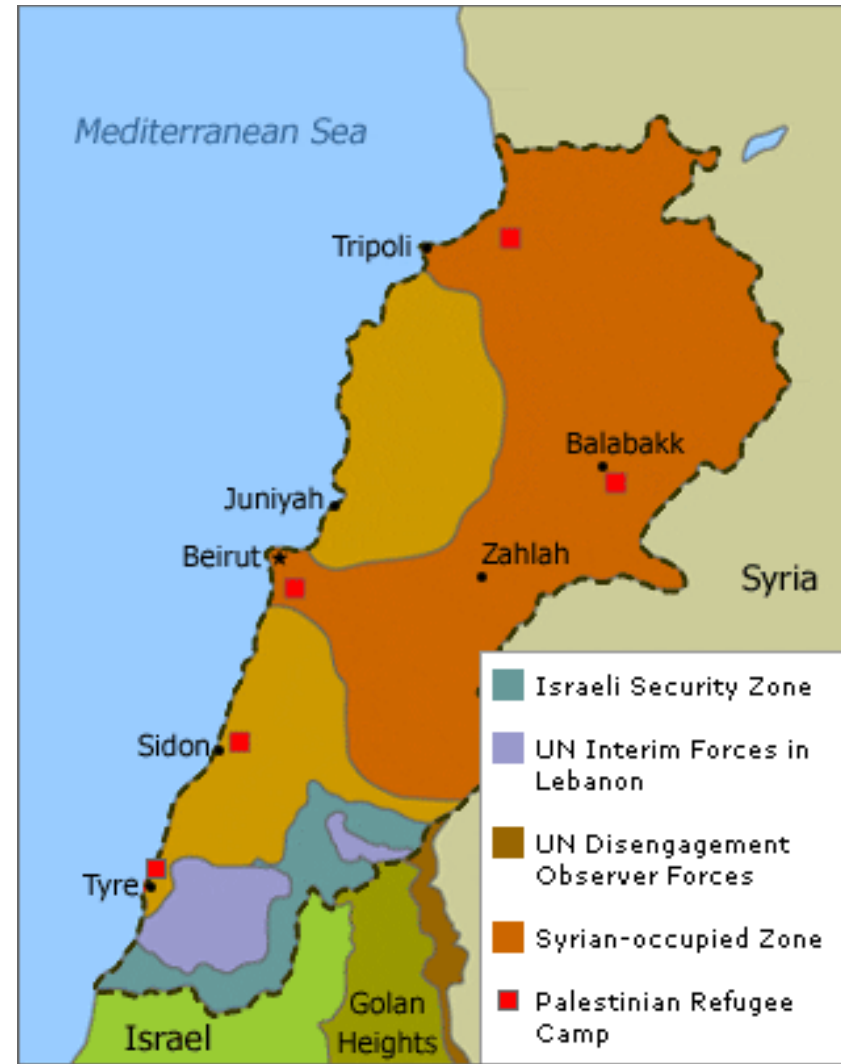 Mediterranean Sea
Tripoli
Balabakk
Juniyah
Beirut
Zahlah
Syria
Israeli Security Zone
Sidon
UN Interim Forces in
Lebanon
UN Disengagement
Observer Forces
Tyre
Syrian-occupied Zone
Palestinian Refugee
Camp
Golan
Heights
Israel